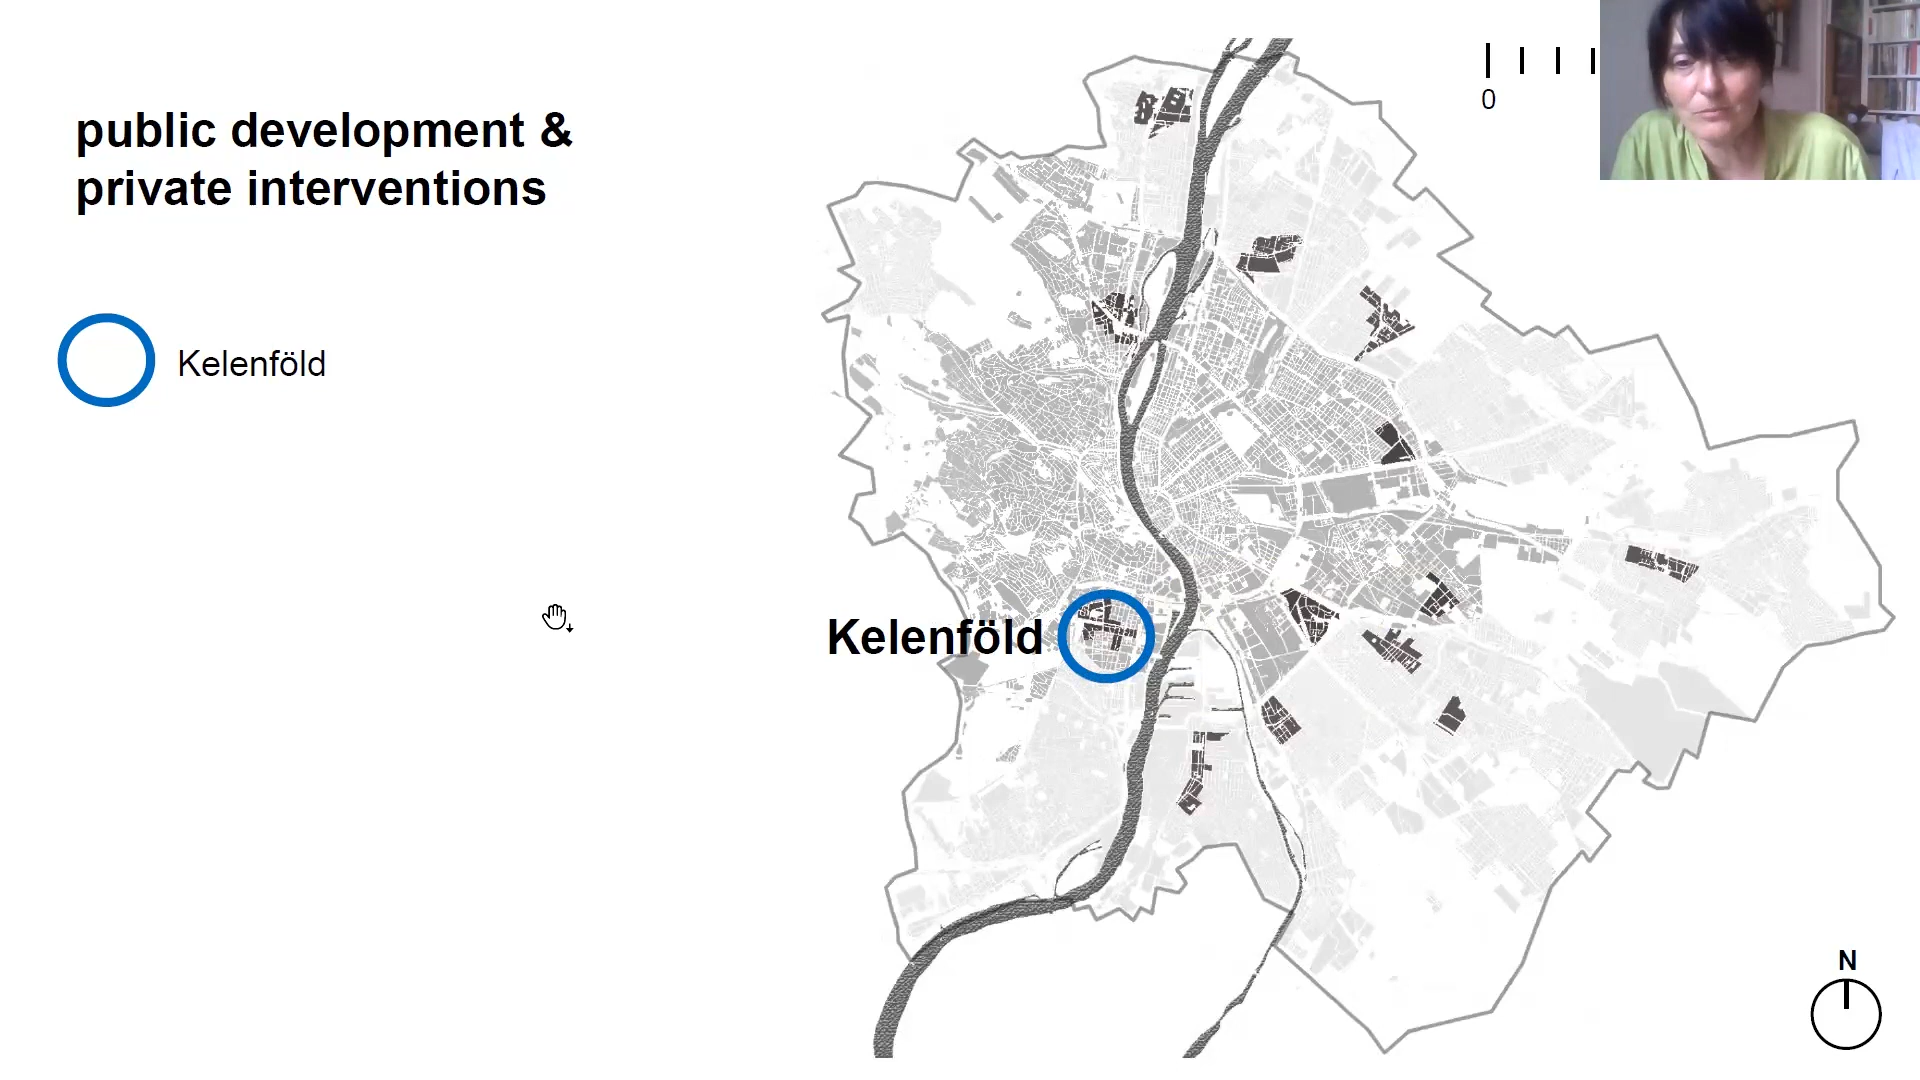 public development &
private interventions
0
Kelenföld
Kelenföld
N